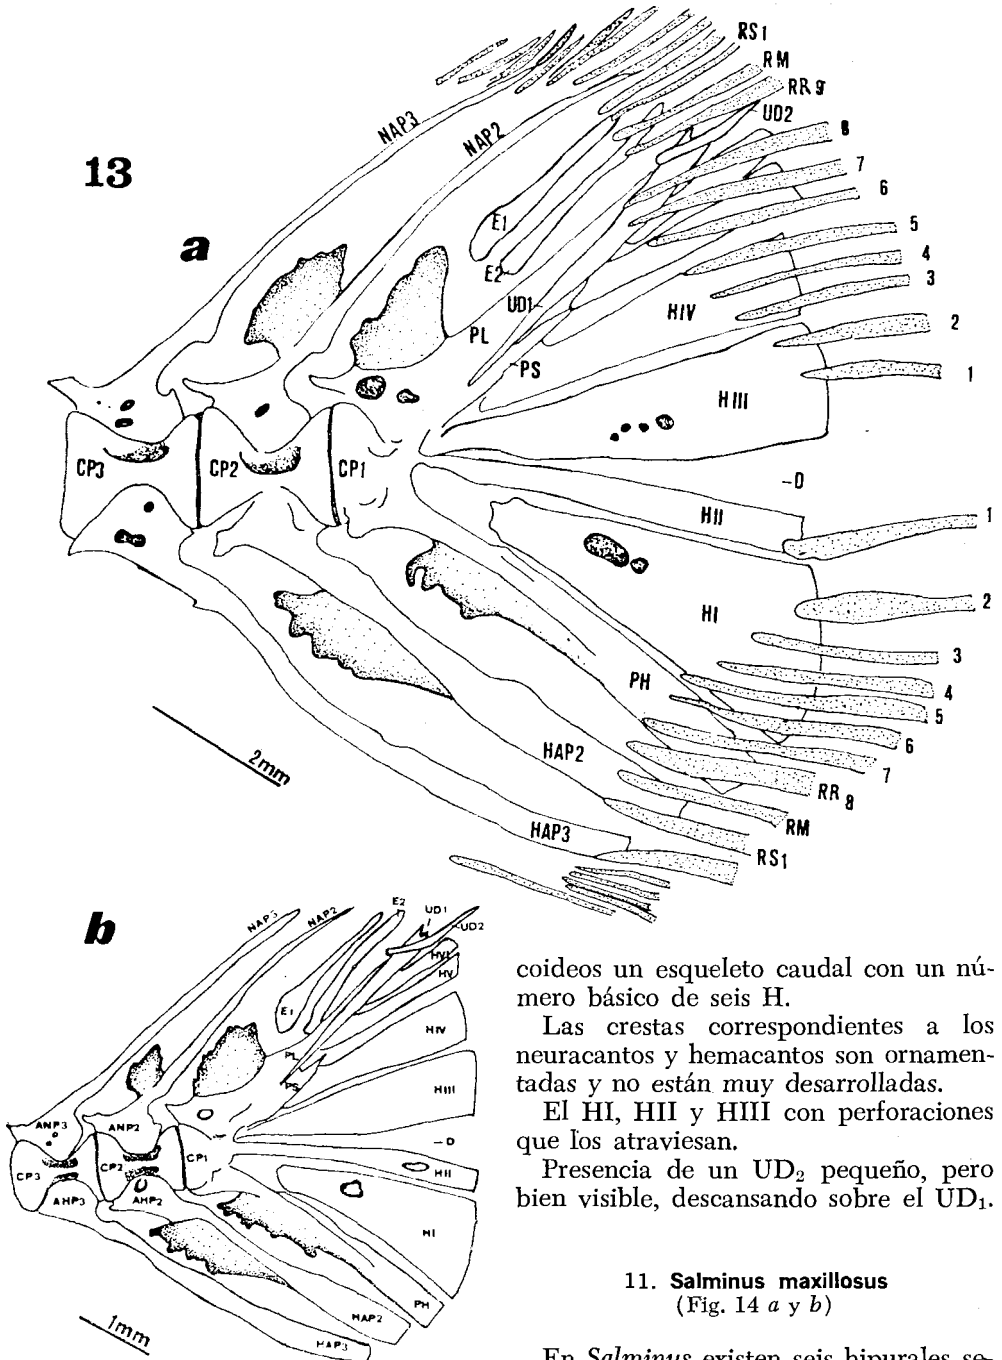 13
a
NAP3
NAP2
RS1
RM
RR 9
UD2
8
7
6
5
4
3
2
1
E1
E2
UD1
PL
PS
HIV
HIII
CP3
CP2
CP1
-D
HII
1
HI
2
3
4
5
6
7
PH
RR 8
RM
RS1
HAP2
HAP3
2mm
b
NAP3
NAP2
E2
UD1
UD2
HVI
HV
E1
HIV
PL
PS
HIII
ANP3
ANP2
-D
CP3
CP2
CP1
HII
AHP3
AHP2
HI
PH
HAP2
HAP3
1mm
coideos un esqueleto caudal con un nú-
mero básico de seis H.
Las crestas correspondientes a los
neuracantos y hemacantos son ornamen-
tadas y no están muy desarrolladas.
El HI, HII y HIII con perforaciones
que los atraviesan.
Presencia de un UD₂ pequeño, pero
bien visible, descansando sobre el UD₁.
11. Salminus maxillosus
(Fig. 14 a y b)
En Salminus existen seis hipurales se-